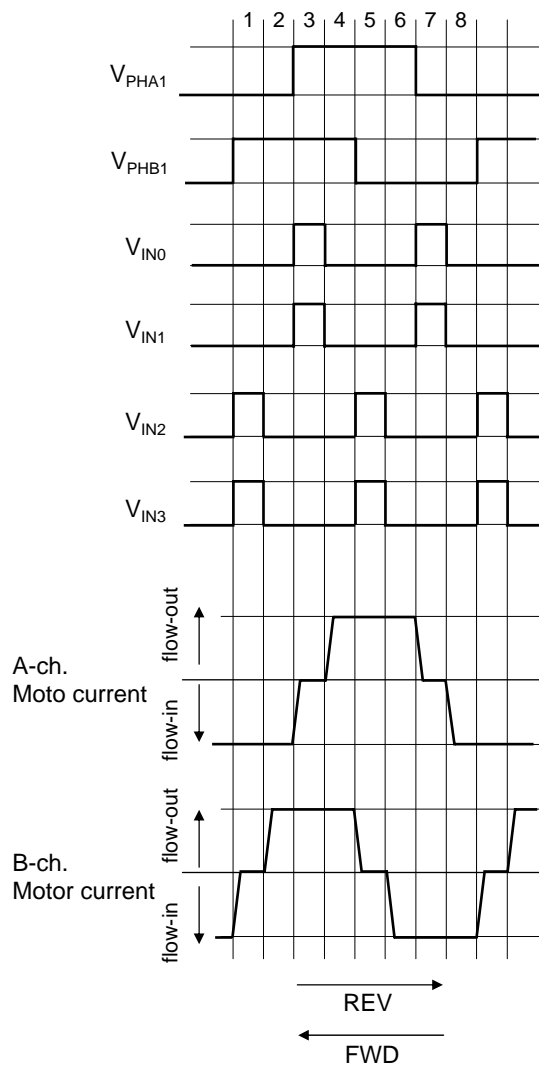 1 2 3 4 5 6 7 8
VPHA1
VPHB1
VIN0
VIN1
VIN2
VIN3
flow-out
A-ch.
Moto current
flow-in
flow-out
B-ch.
Motor current
flow-in
REV
FWD